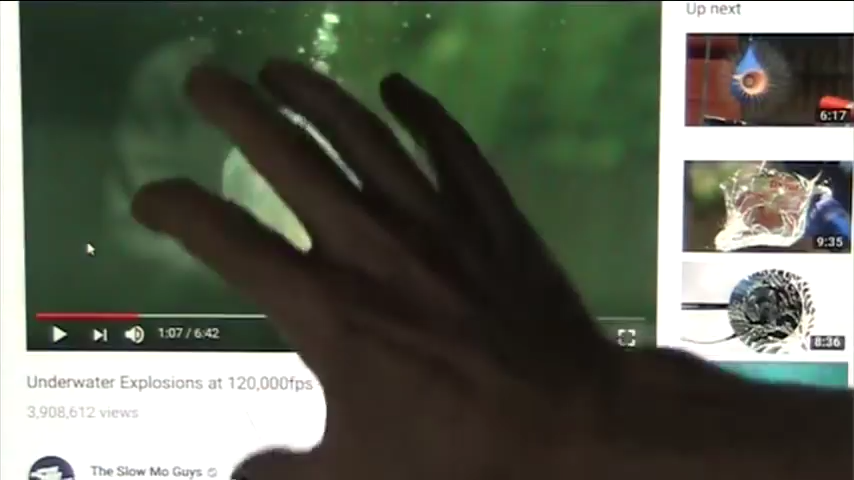 Up next
6:17
9:35
8:36
1:07 / 6:42
Underwater Explosions at 120,000fps
3,908,612 views
The Slow Mo Guys